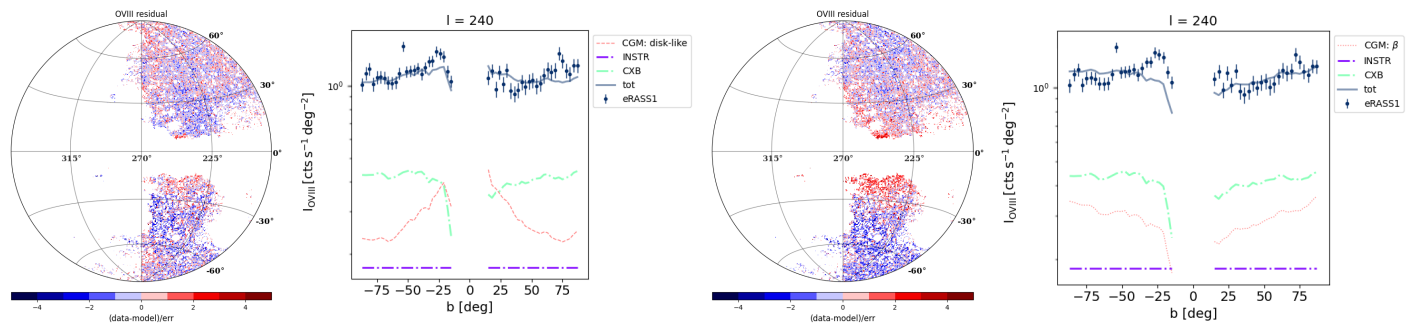 OVIII residual
60°
30°
315° 270° 225° 0°
-30°
-60°
−4 −2 0 2 4
(data-model)/err
l = 240
I_OVIII [cts s⁻¹ deg⁻²]
10⁰
−75 −50 −25 0 25 50 75
b [deg]
CGM: disk-like
INSTR
CXB
tot
eRASS1
OVIII residual
60°
30°
315° 270° 225° 0°
-30°
-60°
−4 −2 0 2 4
(data-model)/err
l = 240
I_OVIII [cts s⁻¹ deg⁻²]
10⁰
−75 −50 −25 0 25 50 75
b [deg]
CGM: β
INSTR
CXB
tot
eRASS1